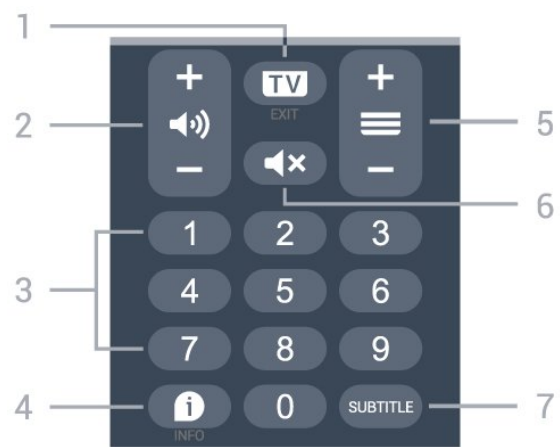 1
+ TV +
EXIT
2 5
− −
6
1 2 3
3 4 5 6
7 8 9
4 i 0 SUBTITLE 7
INFO